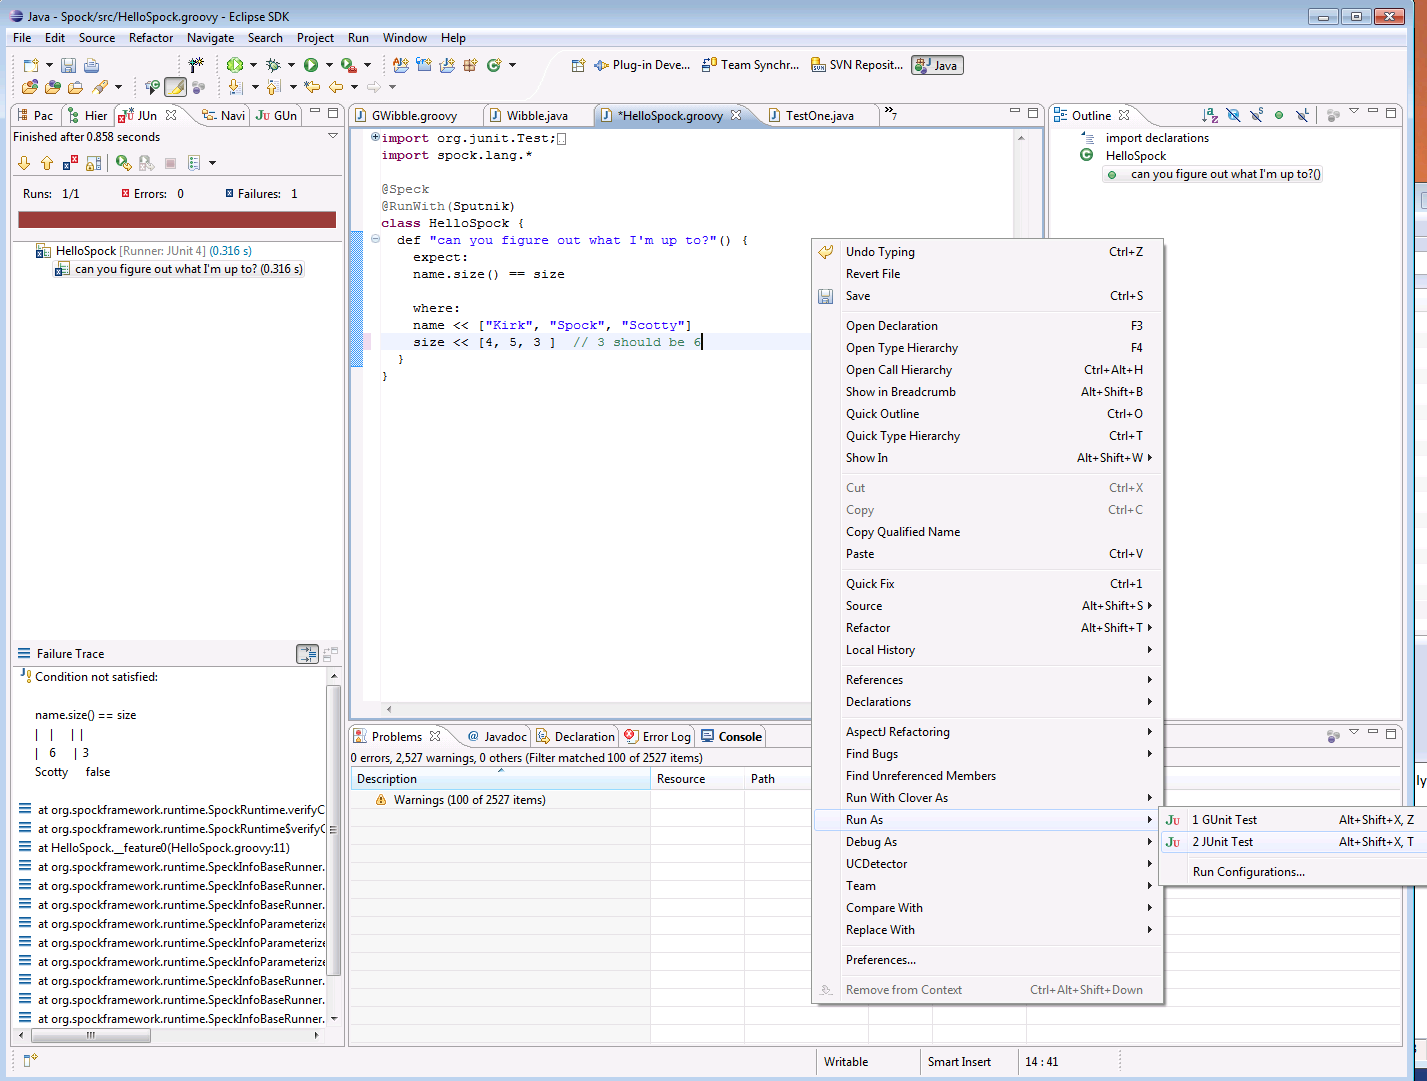 Java - Spock/src/HelloSpock.groovy - Eclipse SDK
File Edit Source Refactor Navigate Search Project Run Window Help
Plug-in Deve... Team Synchr... SVN Reposit... Java
Pac Hier JUn Navi GUn
Finished after 0.858 seconds
Runs: 1/1 Errors: 0 Failures: 1
HelloSpock [Runner: JUnit 4] (0.316 s)
can you figure out what I'm up to? (0.316 s)
Failure Trace
Condition not satisfied:
name.size() == size
| | | |
| 6 | 3
Scotty false
at org.spockframework.runtime.SpockRuntime.verifyC
at org.spockframework.runtime.SpockRuntime$verifyC
at HelloSpock.__feature0(HelloSpock.groovy:11)
at org.spockframework.runtime.SpeckInfoBaseRunner.
at org.spockframework.runtime.SpeckInfoBaseRunner.
at org.spockframework.runtime.SpeckInfoBaseRunner.
at org.spockframework.runtime.SpeckInfoParameterize
at org.spockframework.runtime.SpeckInfoParameterize
at org.spockframework.runtime.SpeckInfoParameterize
at org.spockframework.runtime.SpeckInfoBaseRunner.
at org.spockframework.runtime.SpeckInfoBaseRunner.
at org.spockframework.runtime.SpeckInfoBaseRunner.
GWibble.groovy Wibble.java *HelloSpock.groovy TestOne.java »7
import org.junit.Test;
import spock.lang.*
@Speck
@RunWith(Sputnik)
class HelloSpock {
def "can you figure out what I'm up to?"() {
expect:
name.size() == size
where:
name << ["Kirk", "Spock", "Scotty"]
size << [4, 5, 3 ] // 3 should be 6
}
}
Outline
import declarations
HelloSpock
can you figure out what I'm up to?()
Undo Typing Ctrl+Z
Revert File
Save Ctrl+S
Open Declaration F3
Open Type Hierarchy F4
Open Call Hierarchy Ctrl+Alt+H
Show in Breadcrumb Alt+Shift+B
Quick Outline Ctrl+O
Quick Type Hierarchy Ctrl+T
Show In Alt+Shift+W
Cut Ctrl+X
Copy Ctrl+C
Copy Qualified Name
Paste Ctrl+V
Quick Fix Ctrl+1
Source Alt+Shift+S
Refactor Alt+Shift+T
Local History
References
Declarations
AspectJ Refactoring
Find Bugs
Find Unreferenced Members
Run With Clover As
Run As
Debug As
UCDetector
Team
Compare With
Replace With
Preferences...
Remove from Context Ctrl+Alt+Shift+Down
1 GUnit Test Alt+Shift+X, Z
2 JUnit Test Alt+Shift+X, T
Run Configurations...
Problems Javadoc Declaration Error Log Console
0 errors, 2,527 warnings, 0 others (Filter matched 100 of 2527 items)
Description Resource Path
Warnings (100 of 2527 items)
ly
Writable Smart Insert 14 : 41